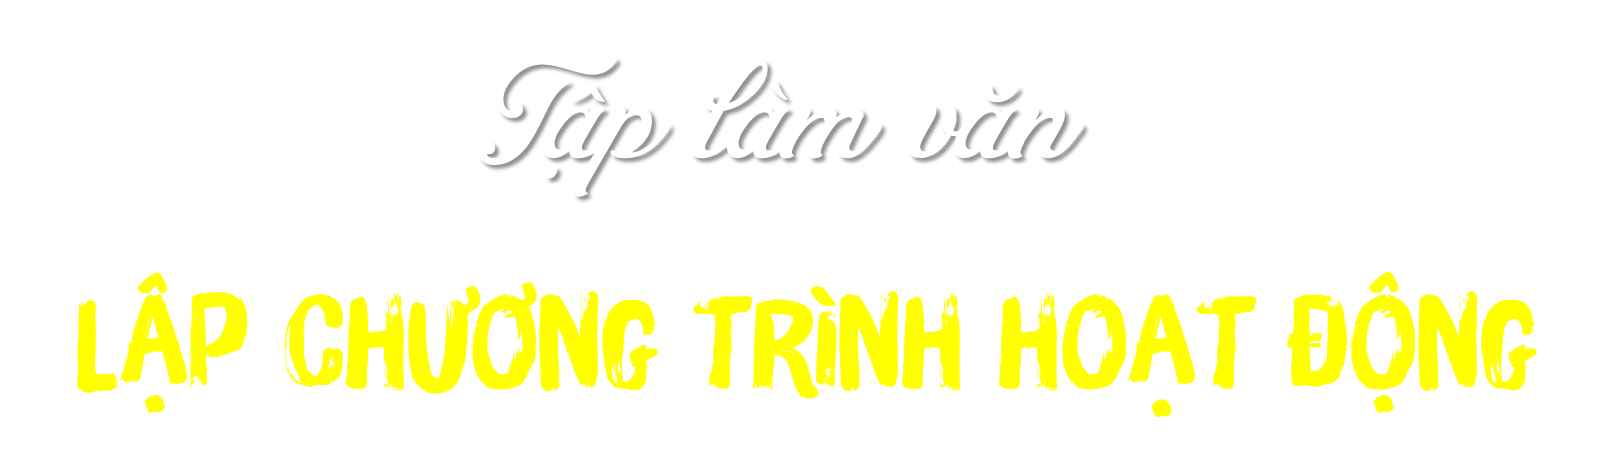 Tập làm văn
LẬP CHƯƠNG TRÌNH HOẠT ĐỘNG